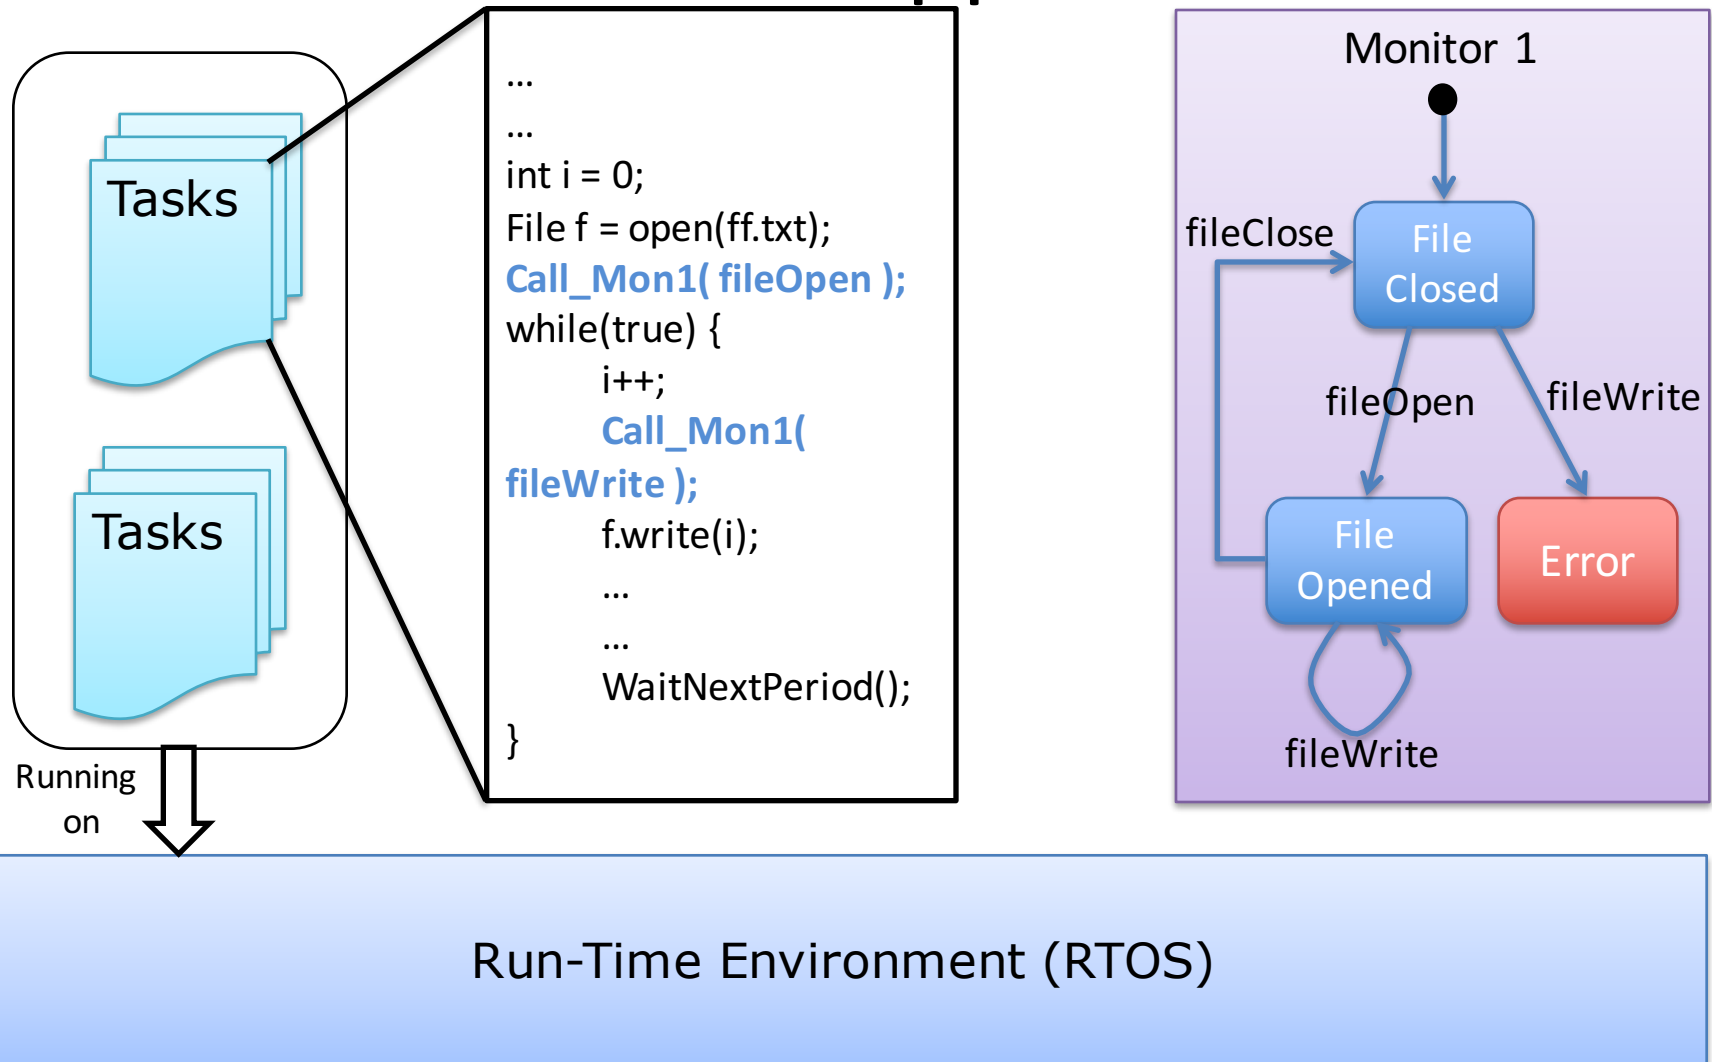 Tasks
Tasks
Running
on
...
...
int i = 0;
File f = open(ff.txt);
Call_Mon1( fileOpen );
while(true) {
i++;
Call_Mon1(
fileWrite );
f.write(i);
...
...
WaitNextPeriod();
}
Monitor 1
fileClose
File
Closed
fileOpen
fileWrite
File
Opened
Error
fileWrite
Run-Time Environment (RTOS)